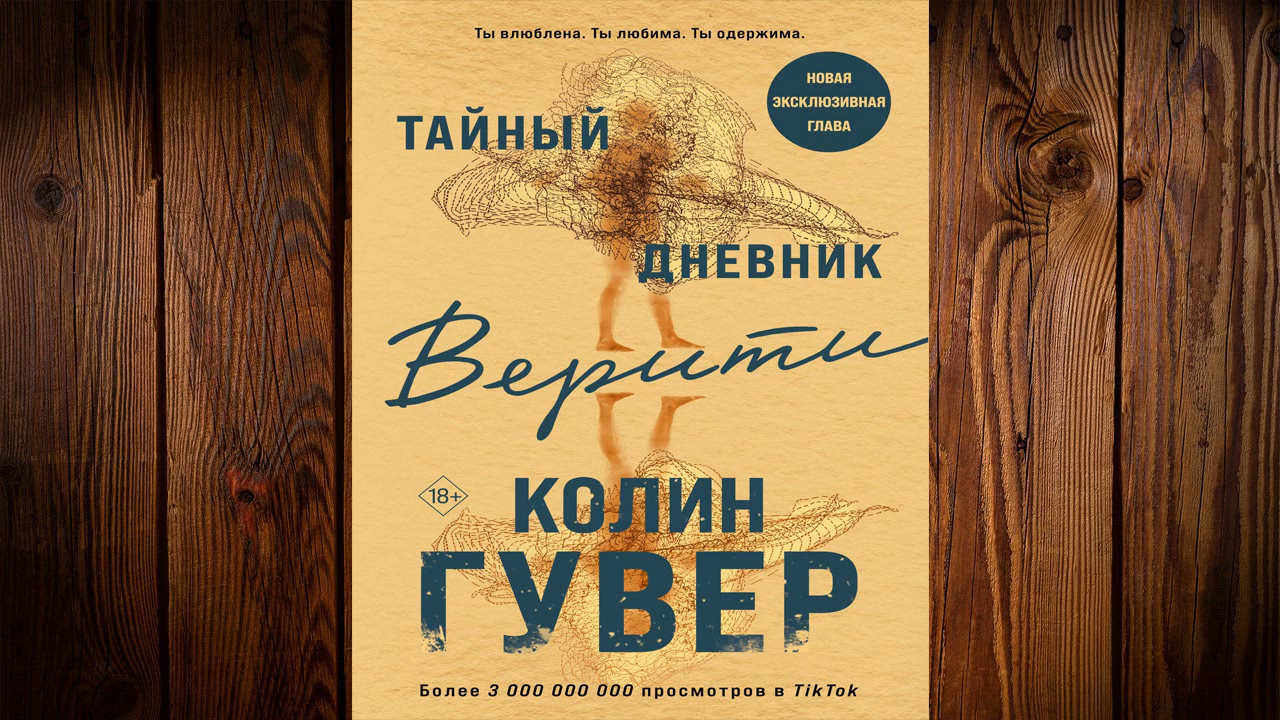 Ты влюблена. Ты любима. Ты одержима.
НОВАЯ
ЭКСКЛЮЗИВНАЯ
ГЛАВА
ТАЙНЫЙ
ДНЕВНИК
Верити
18+
КОЛИН
ГУВЕР
Более 3 000 000 000 просмотров в TikTok